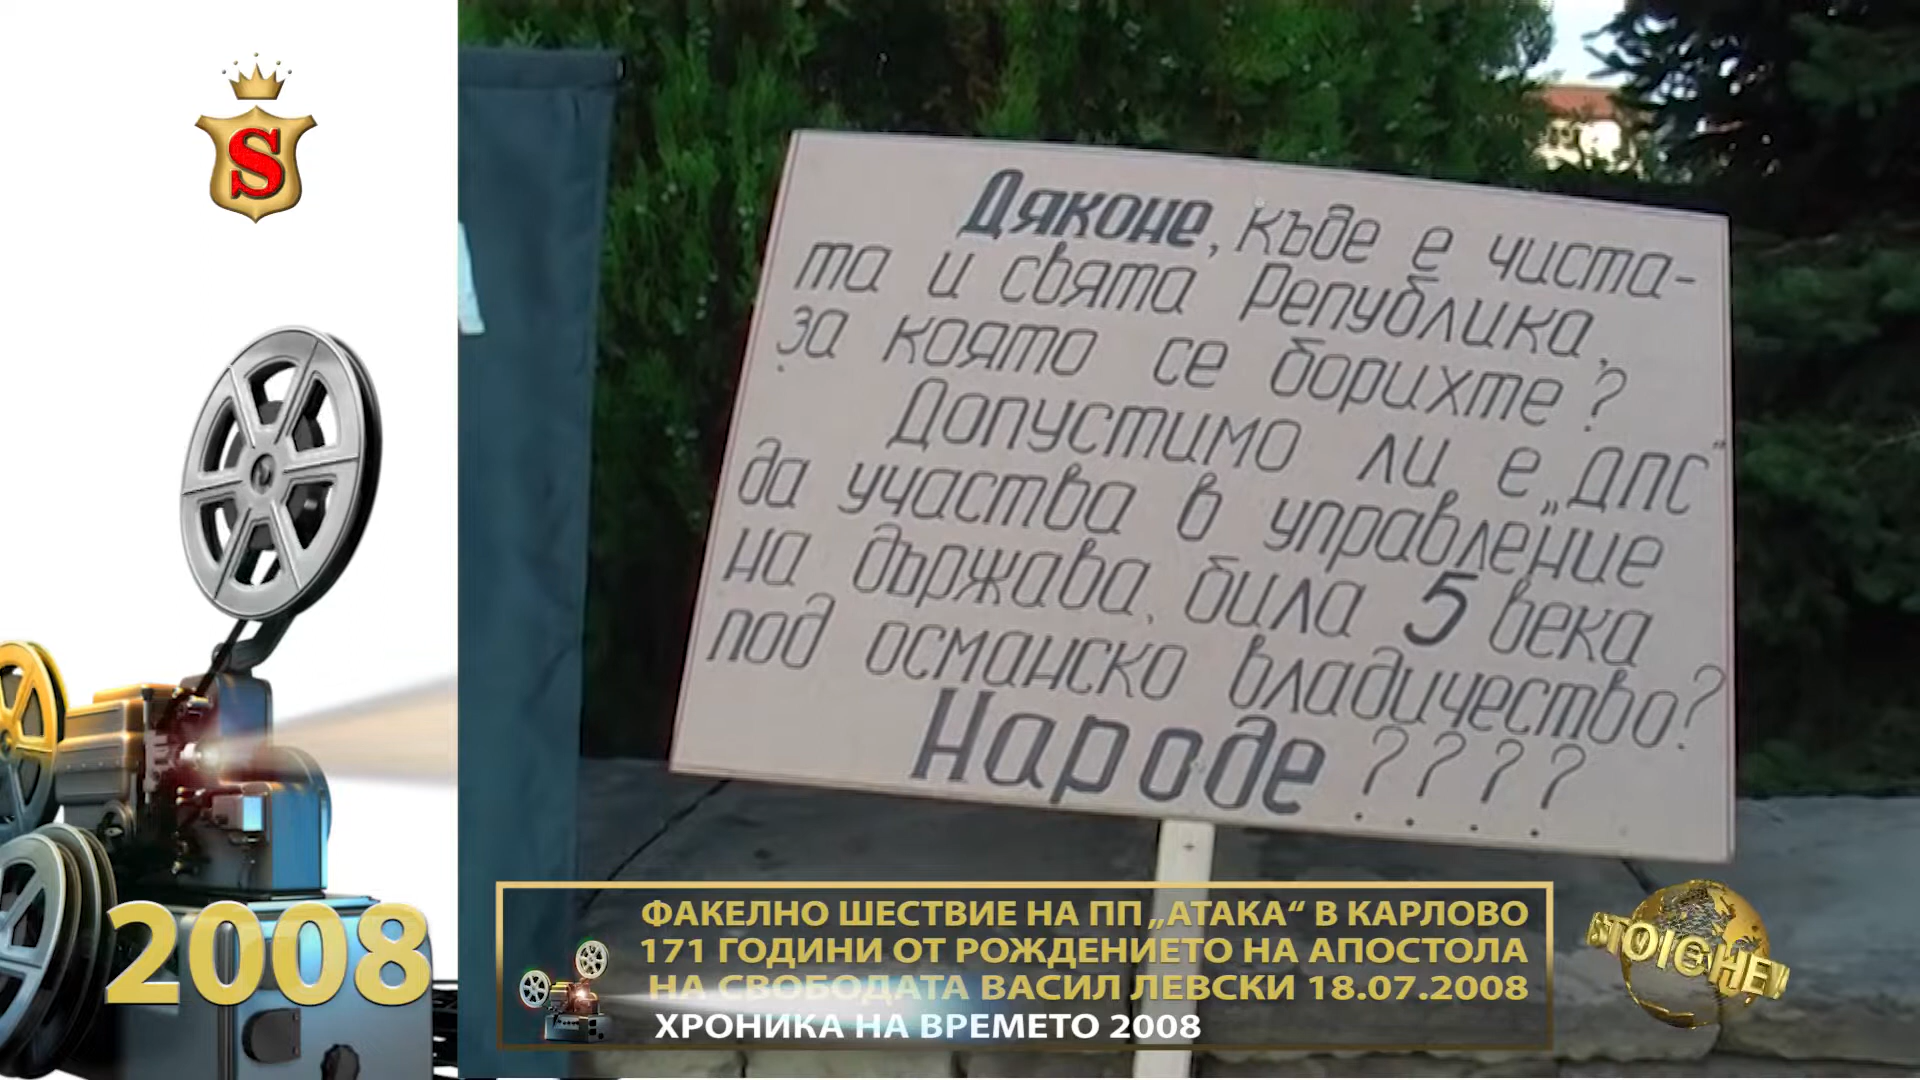 S
Дяконе, къде е чиста-
та и свята Република,
за която се борихте?
Допустимо ли е „ДПС“
да участва в управление
на държава, била 5 века
под османско владичество?
Народе ????
2008
ФАКЕЛНО ШЕСТВИЕ НА ПП „АТАКА“ В КАРЛОВО
171 ГОДИНИ ОТ РОЖДЕНИЕТО НА АПОСТОЛА
НА СВОБОДАТА ВАСИЛ ЛЕВСКИ 18.07.2008
ХРОНИКА НА ВРЕМЕТО 2008